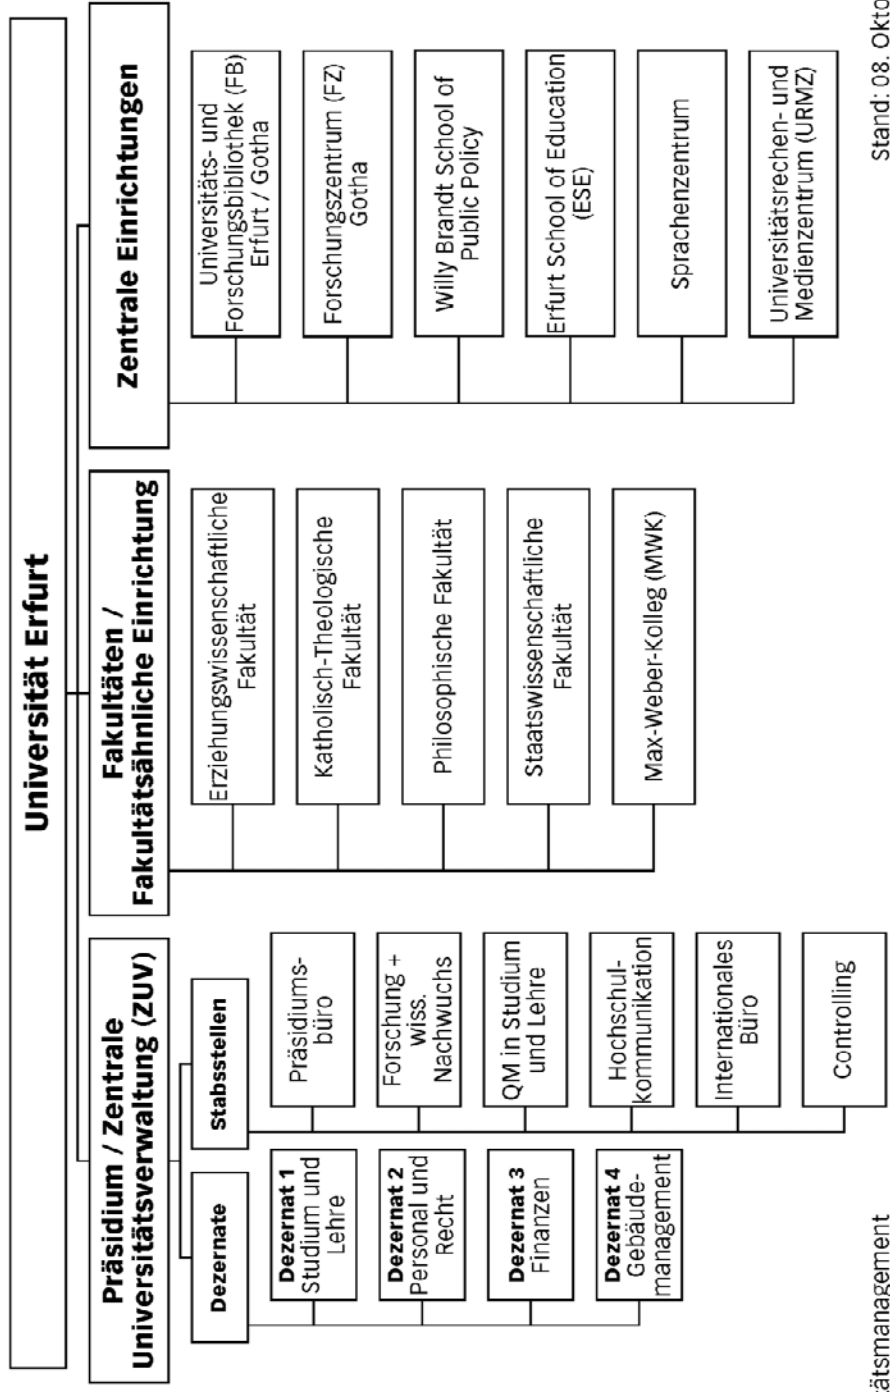 Universität Erfurt
Präsidium / Zentrale
Universitätsverwaltung (ZUV)
Dezernate
Dezernat 1
Studium und
Lehre
Dezernat 2
Personal und
Recht
Dezernat 3
Finanzen
Dezernat 4
Gebäude-
management
Stabsstellen
Präsidiums-
büro
Forschung +
wiss.
Nachwuchs
QM in Studium
und Lehre
Hochschul-
kommunikation
Internationales
Büro
Controlling
Fakultäten /
Fakultätsähnliche Einrichtung
Erziehungswissenschaftliche
Fakultät
Katholisch-Theologische
Fakultät
Philosophische Fakultät
Staatswissenschaftliche
Fakultät
Max-Weber-Kolleg (MWK)
Zentrale Einrichtungen
Universitäts- und
Forschungsbibliothek (FB)
Erfurt / Gotha
Forschungszentrum (FZ)
Gotha
Willy Brandt School of
Public Policy
Erfurt School of Education
(ESE)
Sprachenzentrum
Universitätsrechen- und
Medienzentrum (URMZ)
ätsmanagement
Stand: 08. Okto